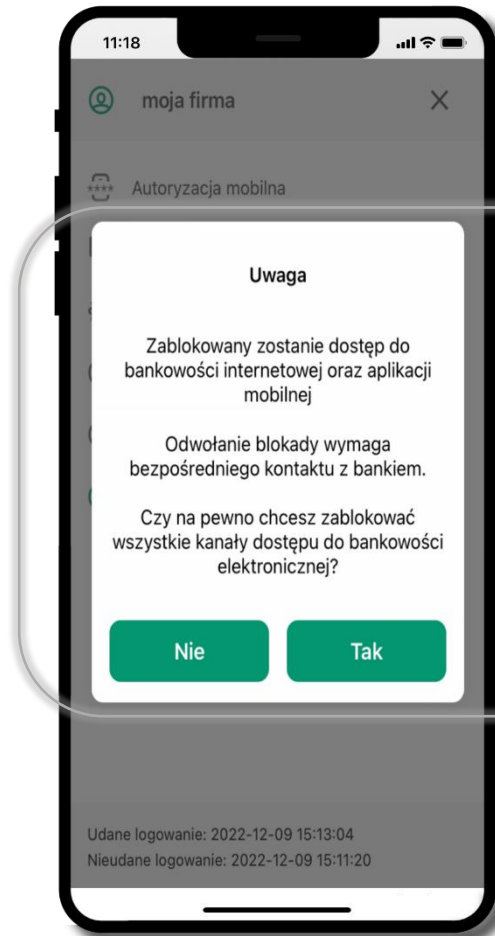 11:18
moja firma
Autoryzacja mobilna
Uwaga
Zablokowany zostanie dostęp do
bankowości internetowej oraz aplikacji
mobilnej
Odwołanie blokady wymaga
bezpośredniego kontaktu z bankiem.
Czy na pewno chcesz zablokować
wszystkie kanały dostępu do bankowości
elektronicznej?
Nie Tak
Udane logowanie: 2022-12-09 15:13:04
Nieudane logowanie: 2022-12-09 15:11:20